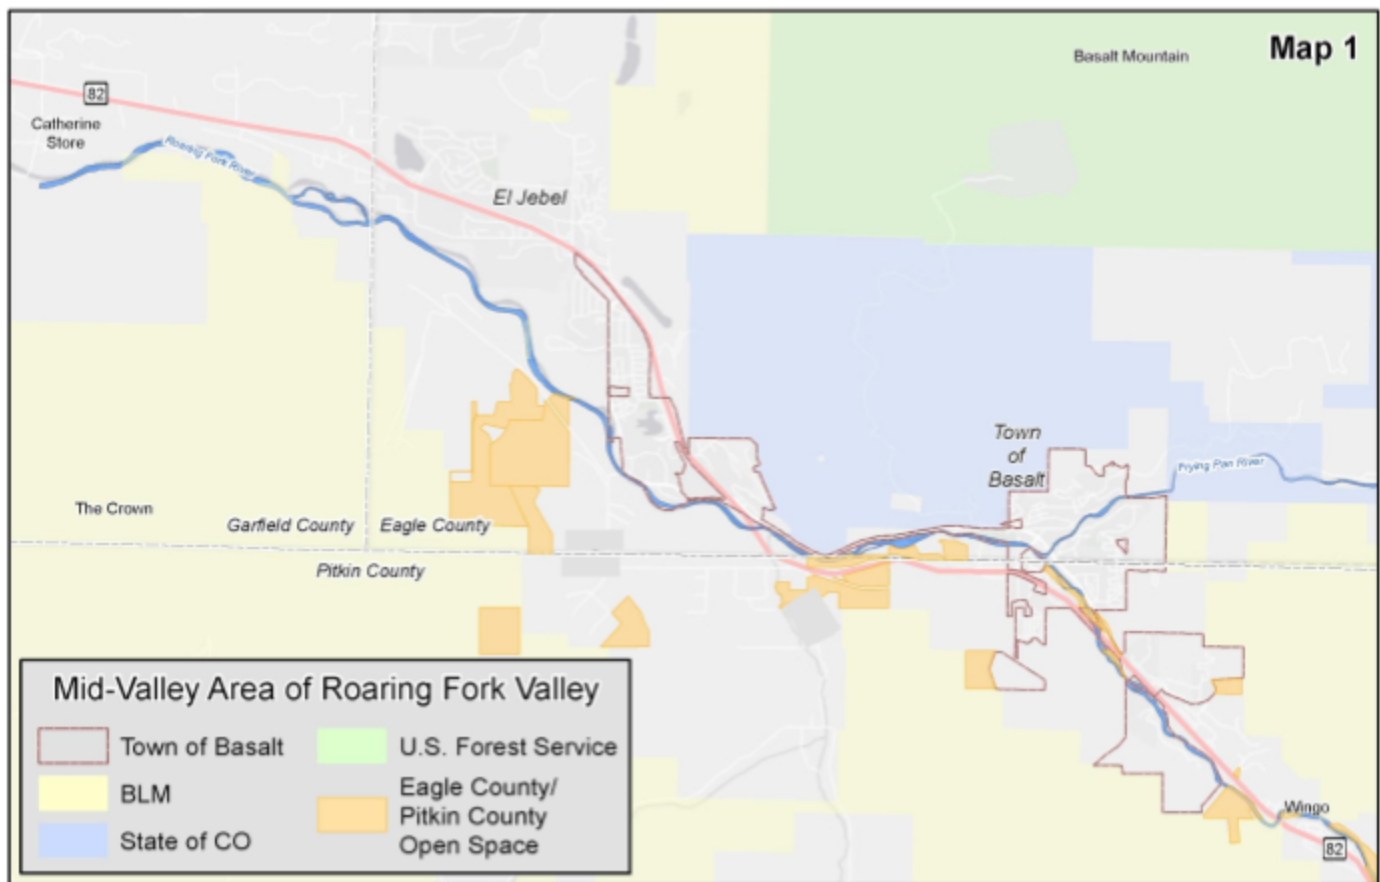 Map 1
Basalt Mountain
82
Catherine
Store
Roaring Fork River
El Jebel
Town
of
Basalt
Frying Pan River
The Crown
Garfield County
Eagle County
Pitkin County
Wingo
82
Mid-Valley Area of Roaring Fork Valley
Town of Basalt
BLM
State of CO
U.S. Forest Service
Eagle County/
Pitkin County
Open Space